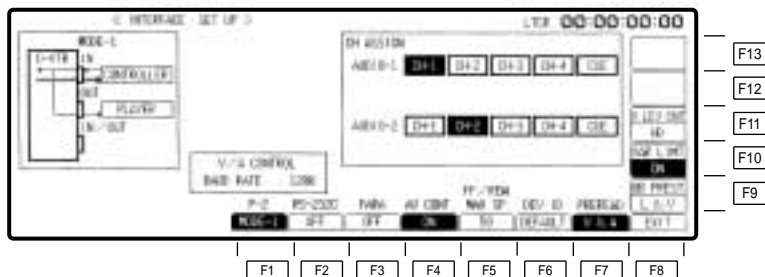 < INTERFACE - SET UP >
LTCR 00:00:00:00
MODE-1
D-VTR IN
CONTROLLER
OUT
PLAYER
IN/OUT
CH ASSIGN
AUDIO-1 CH-1 CH-2 CH-3 CH-4 CUE
AUDIO-2 CH-1 CH-2 CH-3 CH-4 CUE
V/A CONTROL
BAUD RATE : 1200
HD
ON
P-2 RS-232C PARA AV CONT FF/REW MAX SP DEV ID PREREAD
MODE-1 OFF OFF ON 50 DEFAULT V & A EXIT
F13
F12
F11
F10
F9
F1 F2 F3 F4 F5 F6 F7 F8